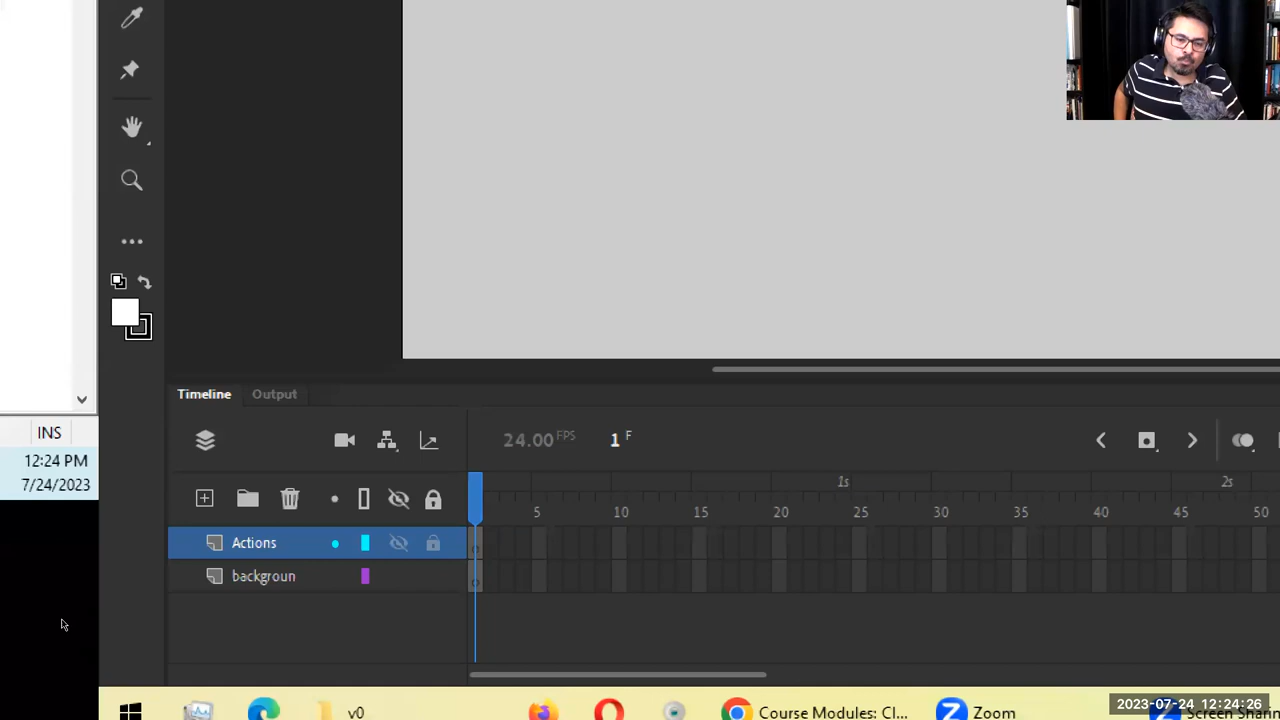 INS
12:24 PM
7/24/2023
Timeline
Output
24.00 FPS
1 F
1s
2s
5
10
15
20
25
30
35
40
45
50
Actions
backgroun
v0
Course Modules: Cl...
Zoom
2023-07-24 12:24:26